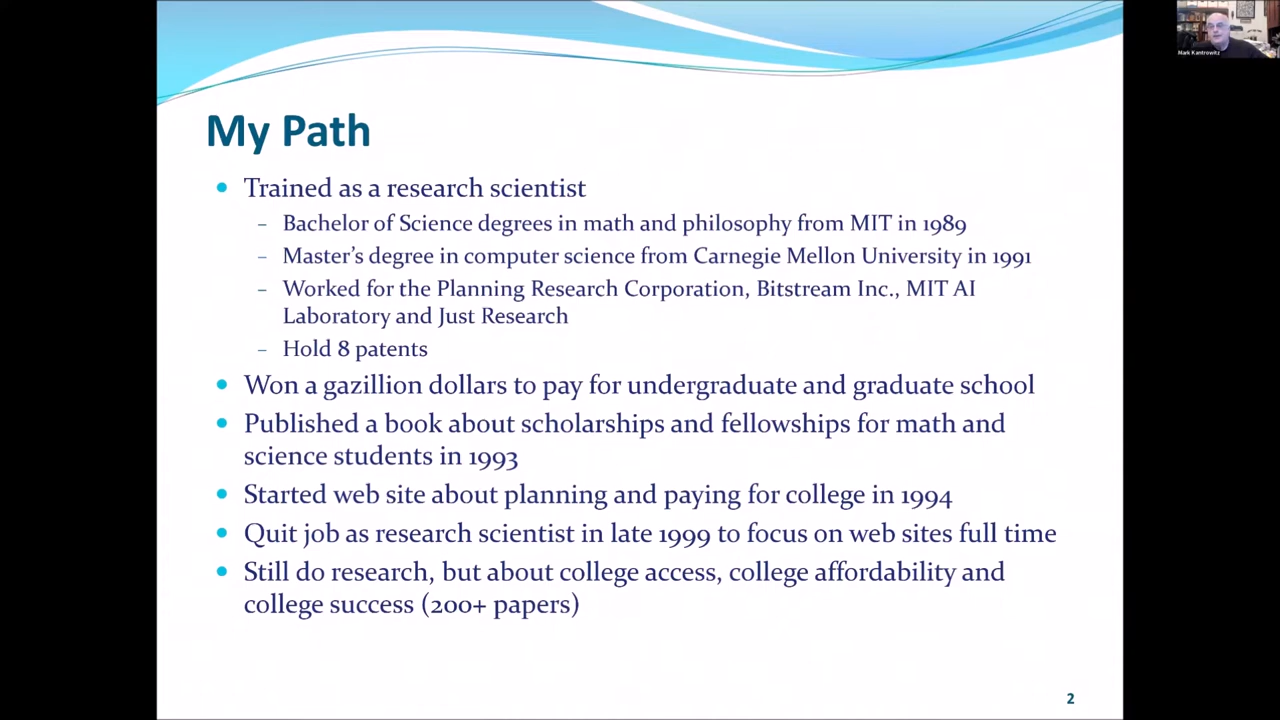 Mark Kantrowitz
My Path
• Trained as a research scientist
– Bachelor of Science degrees in math and philosophy from MIT in 1989
– Master's degree in computer science from Carnegie Mellon University in 1991
– Worked for the Planning Research Corporation, Bitstream Inc., MIT AI
Laboratory and Just Research
– Hold 8 patents
• Won a gazillion dollars to pay for undergraduate and graduate school
• Published a book about scholarships and fellowships for math and
science students in 1993
• Started web site about planning and paying for college in 1994
• Quit job as research scientist in late 1999 to focus on web sites full time
• Still do research, but about college access, college affordability and
college success (200+ papers)
2